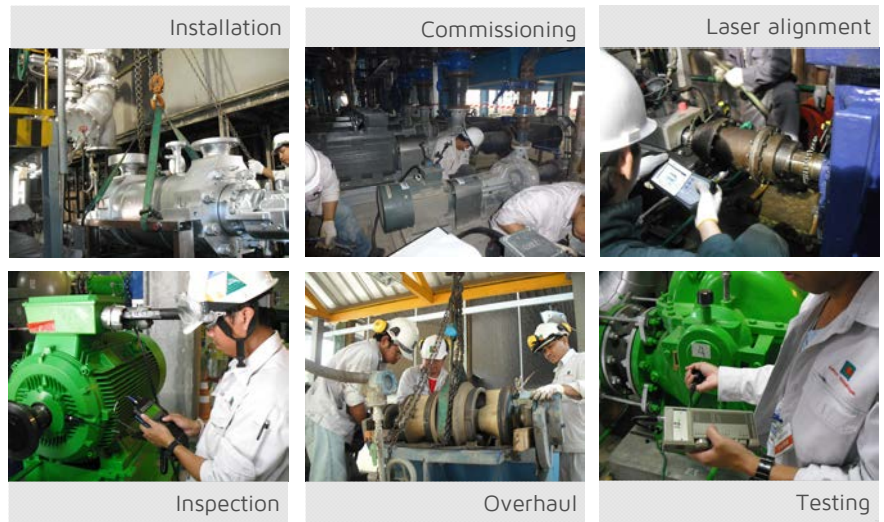 Installation
Commissioning
Laser alignment
Inspection
Overhaul
Testing